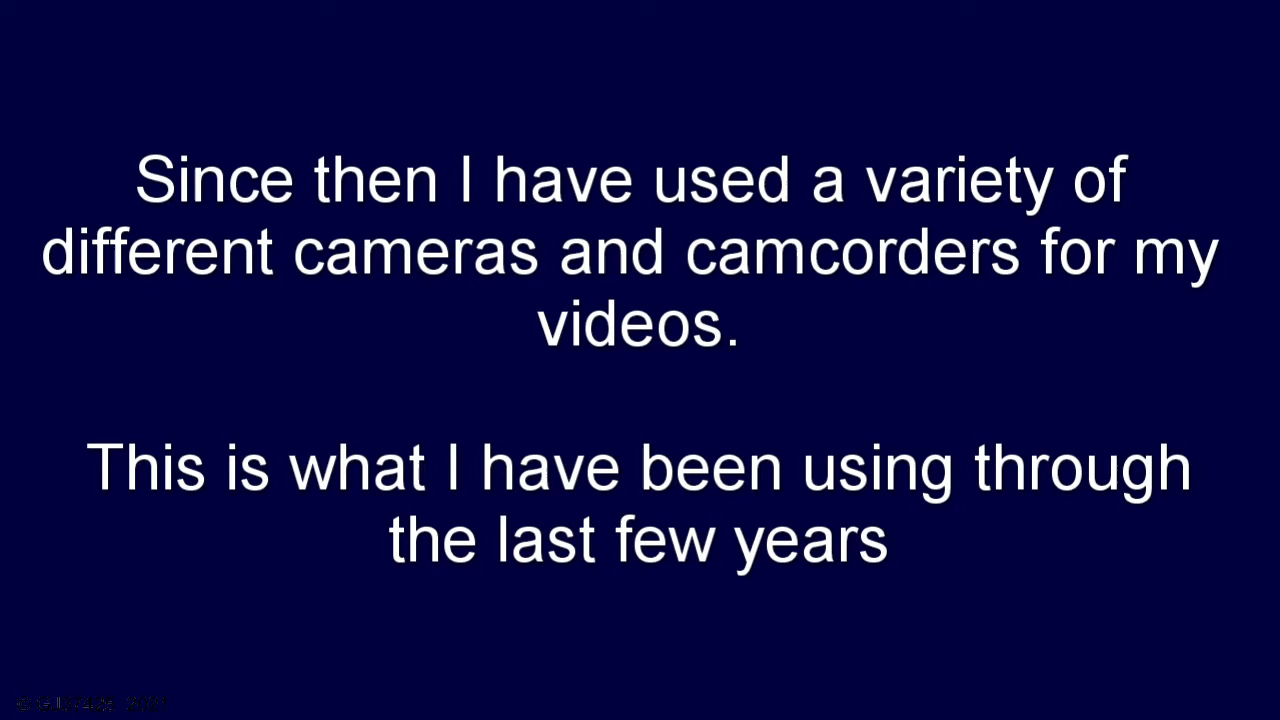 Since then I have used a variety of
different cameras and camcorders for my
videos.
This is what I have been using through
the last few years